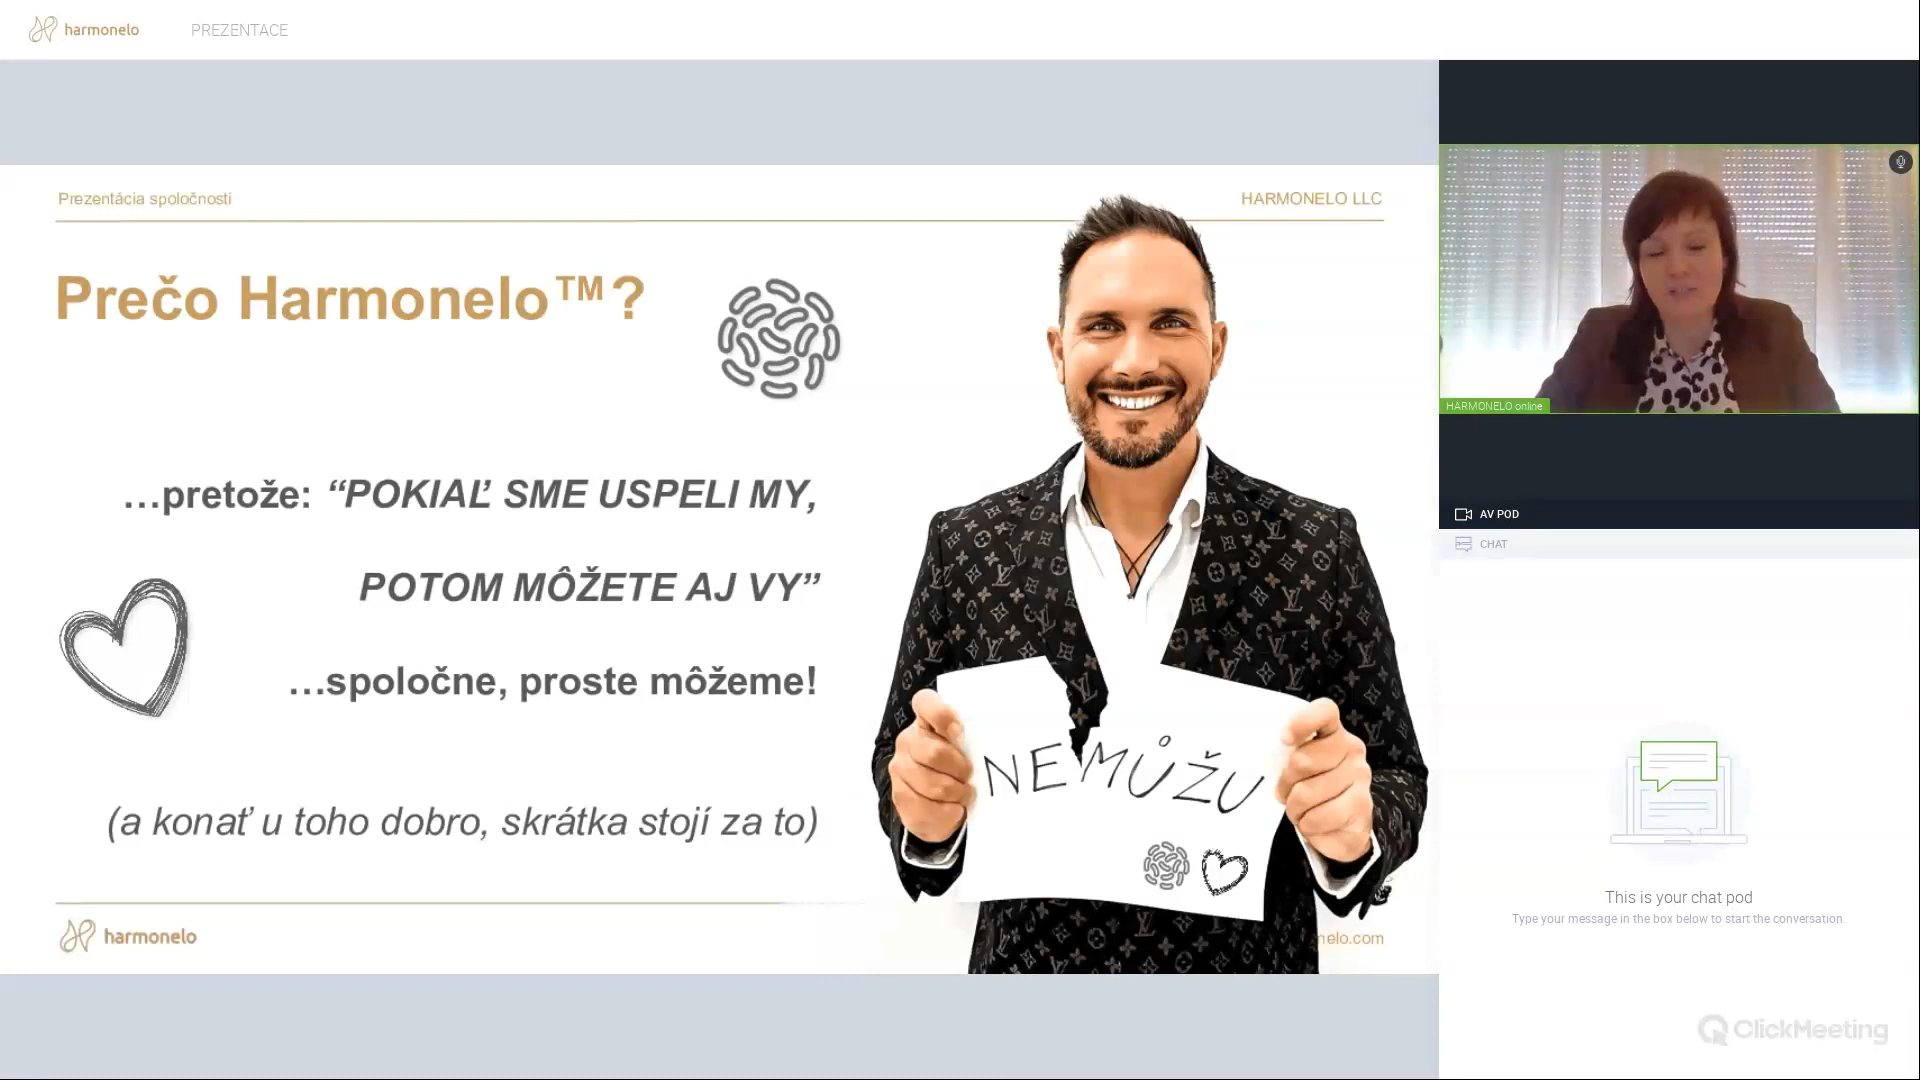 harmonelo PREZENTACE
Prezentácia spoločnosti
HARMONELO LLC
Prečo Harmonelo™?
...pretože: “POKIAĽ SME USPELI MY,
POTOM MÔŽETE AJ VY”
...spoločne, proste môžeme!
(a konať u toho dobro, skrátka stojí za to)
NEMŮŽU
harmonelo
nelo.com
HARMONELO online
AV POD
CHAT
This is your chat pod
Type your message in the box below to start the conversation.
ClickMeeting